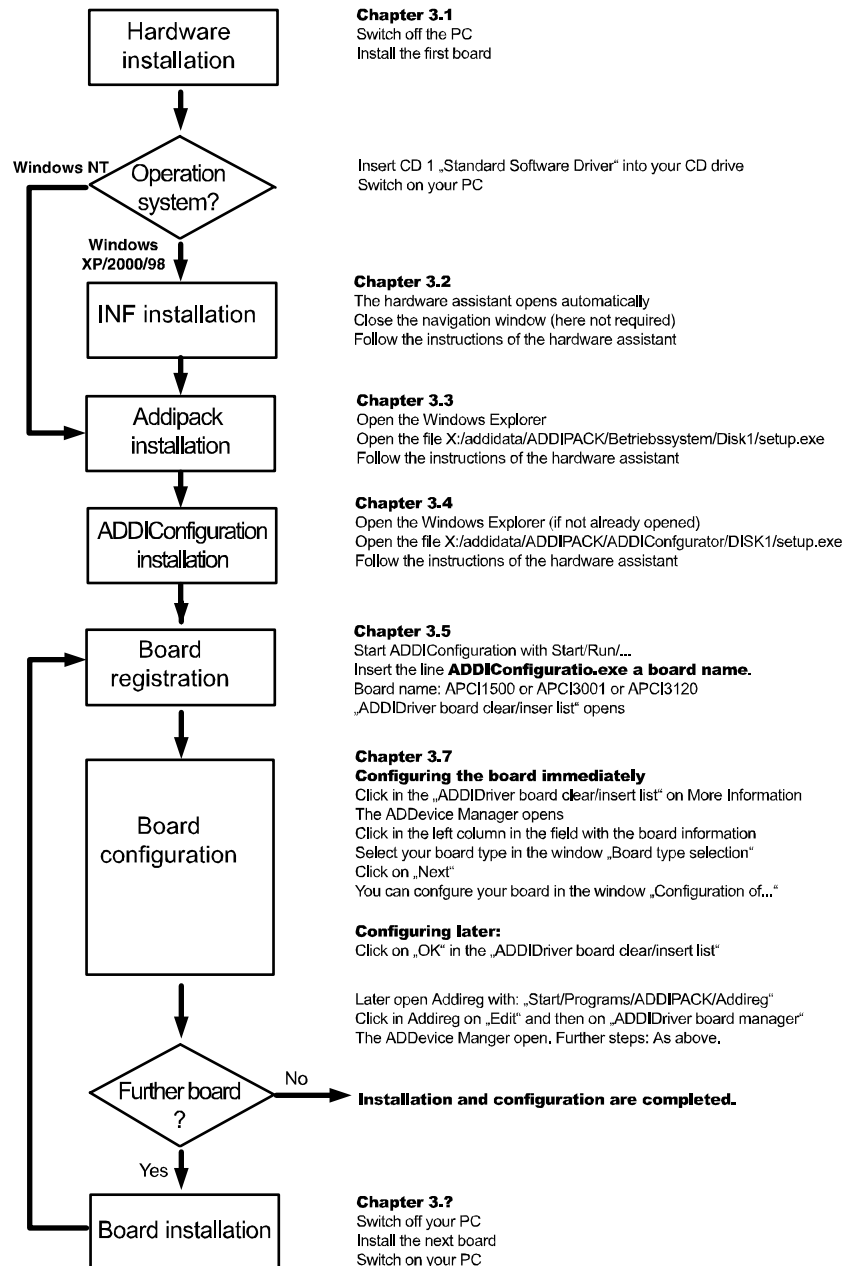 Hardware
installation
Chapter 3.1
Switch off the PC
Install the first board
Windows NT
Operation
system?
Insert CD 1 „Standard Software Driver“ into your CD drive
Switch on your PC
Windows
XP/2000/98
INF installation
Chapter 3.2
The hardware assistant opens automatically
Close the navigation window (here not required)
Follow the instructions of the hardware assistant
Addipack
installation
Chapter 3.3
Open the Windows Explorer
Open the file X:/addidata/ADDIPACK/Betriebssystem/Disk1/setup.exe
Follow the instructions of the hardware assistant
ADDIConfiguration
installation
Chapter 3.4
Open the Windows Explorer (if not already opened)
Open the file X:/addidata/ADDIPACK/ADDIConfgurator/DISK1/setup.exe
Follow the instructions of the hardware assistant
Board
registration
Chapter 3.5
Start ADDIConfiguration with Start/Run/...
Insert the line ADDIConfiguratio.exe a board name.
Board name: APCI1500 or APCI3001 or APCI3120
„ADDIDriver board clear/inser list“ opens
Board
configuration
Chapter 3.7
Configuring the board immediately
Click in the „ADDIDriver board clear/insert list“ on More Information
The ADDevice Manager opens
Click in the left column in the field with the board information
Select your board type in the window „Board type selection“
Click on „Next“
You can confgure your board in the window „Configuration of...“
Configuring later:
Click on „OK“ in the „ADDIDriver board clear/insert list“
Later open Addireg with: „Start/Programs/ADDIPACK/Addireg“
Click in Addireg on „Edit“ and then on „ADDIDriver board manager“
The ADDevice Manger open. Further steps: As above.
Further board
?
No
Installation and configuration are completed.
Yes
Board installation
Chapter 3.?
Switch off your PC
Install the next board
Switch on your PC